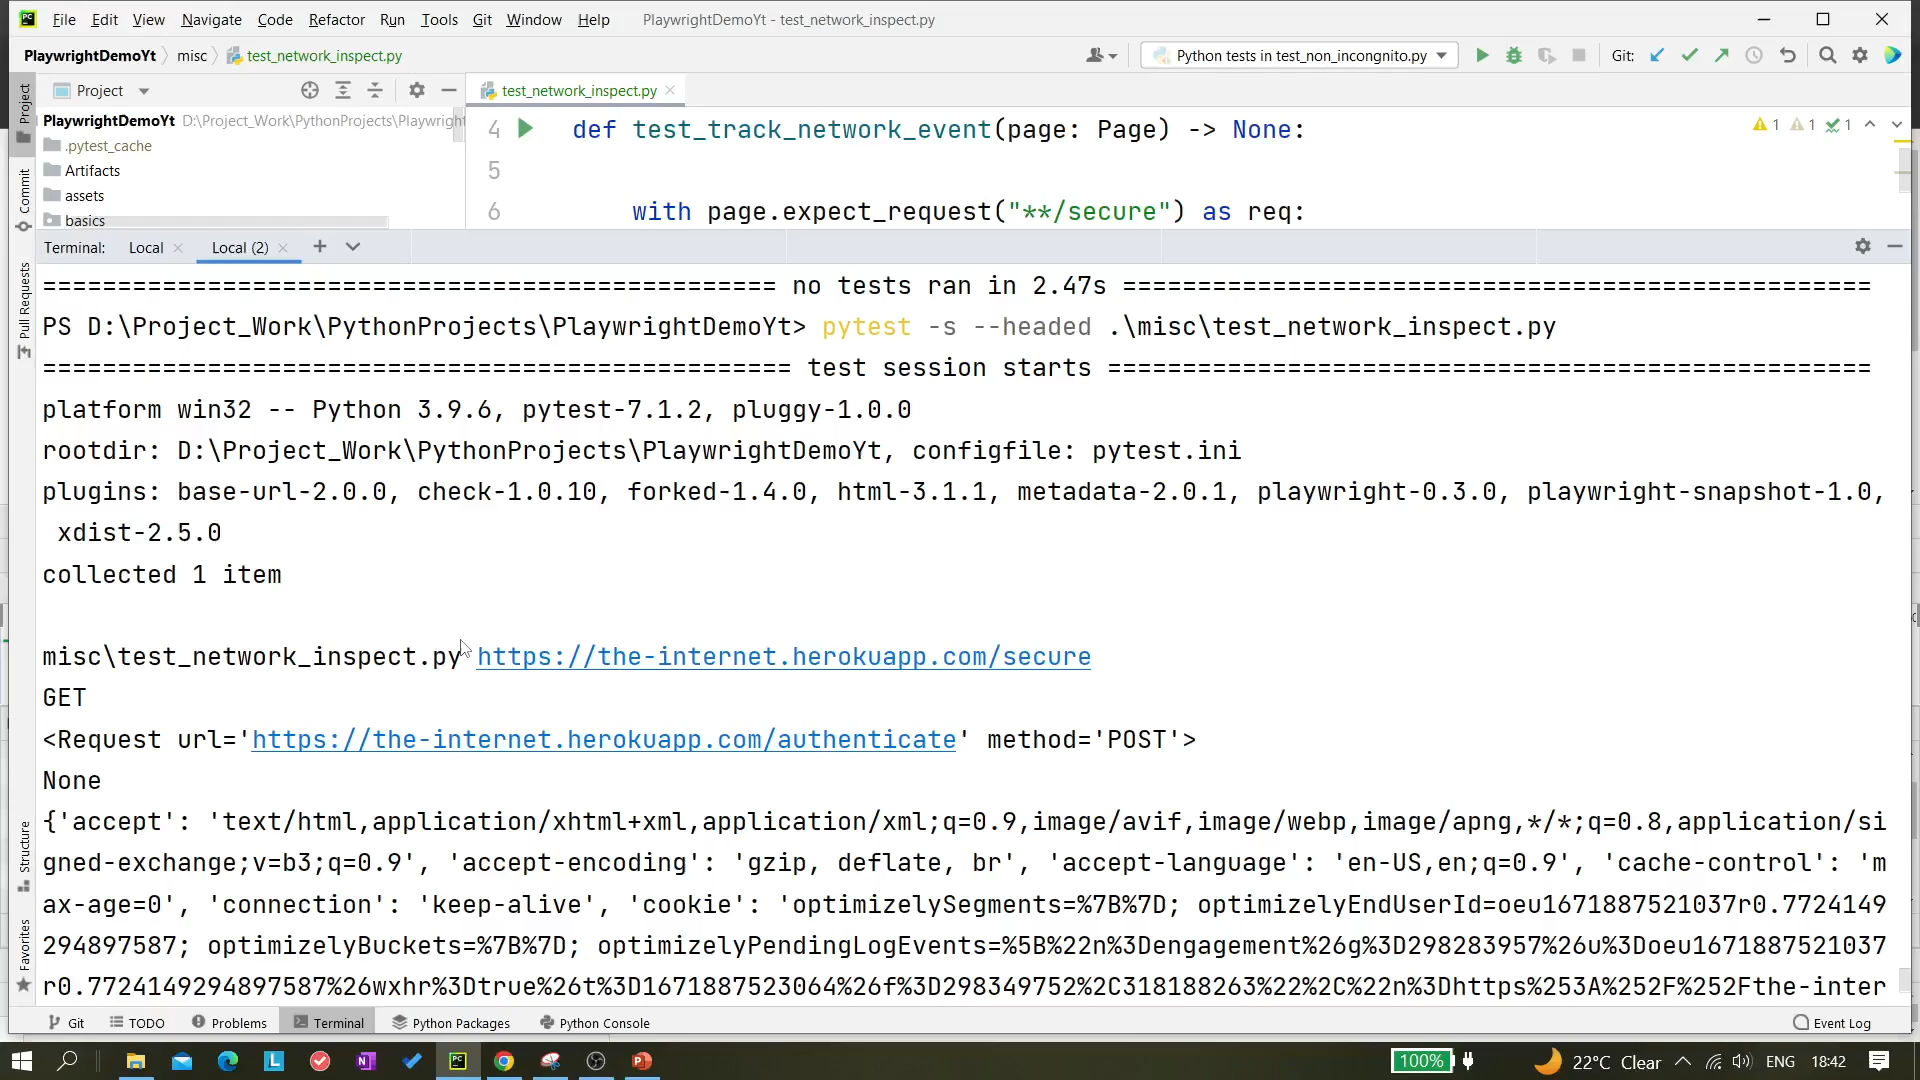 File Edit View Navigate Code Refactor Run Tools Git Window Help PlaywrightDemoYt - test_network_inspect.py
PlaywrightDemoYt misc test_network_inspect.py Python tests in test_non_incongnito.py Git:
Project test_network_inspect.py
PlaywrightDemoYt D:\Project_Work\PythonProjects\Playwright
.pytest_cache
Artifacts
assets
basics
4 def test_track_network_event(page: Page) -> None:
1 1 1
5
6 with page.expect_request("**/secure") as req:
Project
Commit
Pull Requests
Structure
Favorites
Terminal: Local Local (2)
================================================= no tests ran in 2.47s ==================================================
PS D:\Project_Work\PythonProjects\PlaywrightDemoYt> pytest -s --headed .\misc\test_network_inspect.py
================================================== test session starts ===================================================
platform win32 -- Python 3.9.6, pytest-7.1.2, pluggy-1.0.0
rootdir: D:\Project_Work\PythonProjects\PlaywrightDemoYt, configfile: pytest.ini
plugins: base-url-2.0.0, check-1.0.10, forked-1.4.0, html-3.1.1, metadata-2.0.1, playwright-0.3.0, playwright-snapshot-1.0,
xdist-2.5.0
collected 1 item
misc\test_network_inspect.py https://the-internet.herokuapp.com/secure
GET
<Request url='https://the-internet.herokuapp.com/authenticate' method='POST'>
None
{'accept': 'text/html,application/xhtml+xml,application/xml;q=0.9,image/avif,image/webp,image/apng,*/*;q=0.8,application/si
gned-exchange;v=b3;q=0.9', 'accept-encoding': 'gzip, deflate, br', 'accept-language': 'en-US,en;q=0.9', 'cache-control': 'm
ax-age=0', 'connection': 'keep-alive', 'cookie': 'optimizelySegments=%7B%7D; optimizelyEndUserId=oeu1671887521037r0.7724149
294897587; optimizelyBuckets=%7B%7D; optimizelyPendingLogEvents=%5B%22n%3Dengagement%26g%3D298283957%26u%3Doeu1671887521037
r0.7724149294897587%26wxhr%3Dtrue%26t%3D1671887523064%26f%3D298349752%2C318188263%22%2C%22n%3Dhttps%253A%252F%252Fthe-inter
Git TODO Problems Terminal Python Packages Python Console Event Log
100% 22°C Clear ENG 18:42